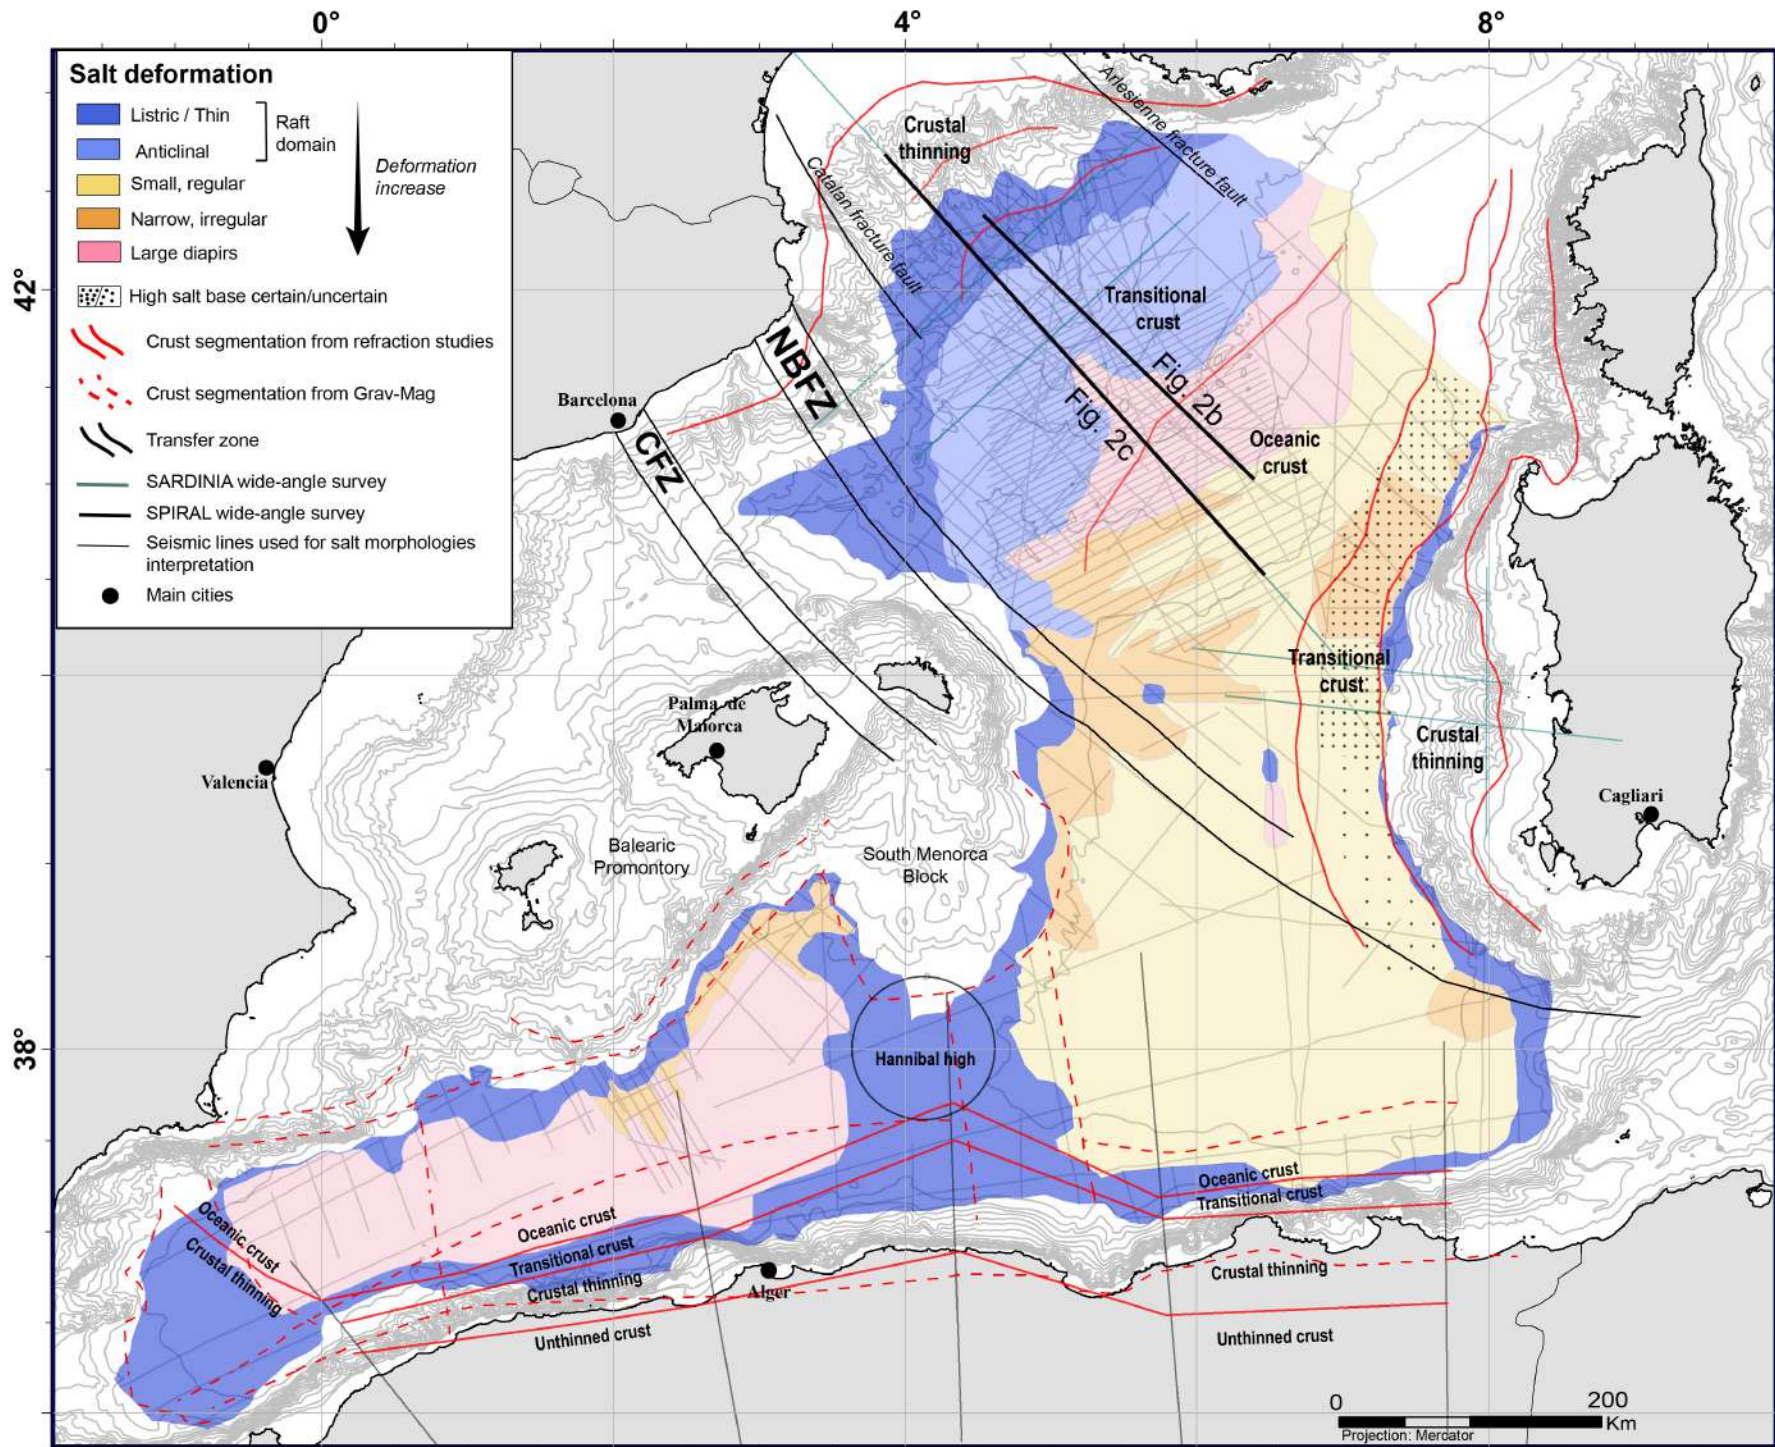 0°
4°
8°
42°
38°
Salt deformation
Listric / Thin
Anticlinal
Raft
domain
Small, regular
Narrow, irregular
Large diapirs
Deformation
increase
High salt base certain/uncertain
Crust segmentation from refraction studies
Crust segmentation from Grav-Mag
Transfer zone
SARDINIA wide-angle survey
SPIRAL wide-angle survey
Seismic lines used for salt morphologies
interpretation
Main cities
Crustal
thinning
Arlesienne fracture fault
Catalan fracture fault
Transitional
crust
NBFZ
Fig. 2b
Fig. 2c
Barcelona
CFZ
Oceanic
crust
Transitional
crust
Palma de
Maiorca
Crustal
thinning
Valencia
Cagliari
Balearic
Promontory
South Menorca
Block
Hannibal high
Oceanic crust
Transitional crust
Oceanic crust
Crustal thinning
Oceanic crust
Transitional crust
Crustal thinning
Alger
Unthinned crust
Crustal thinning
Unthinned crust
0
200
Km
Projection: Mercator